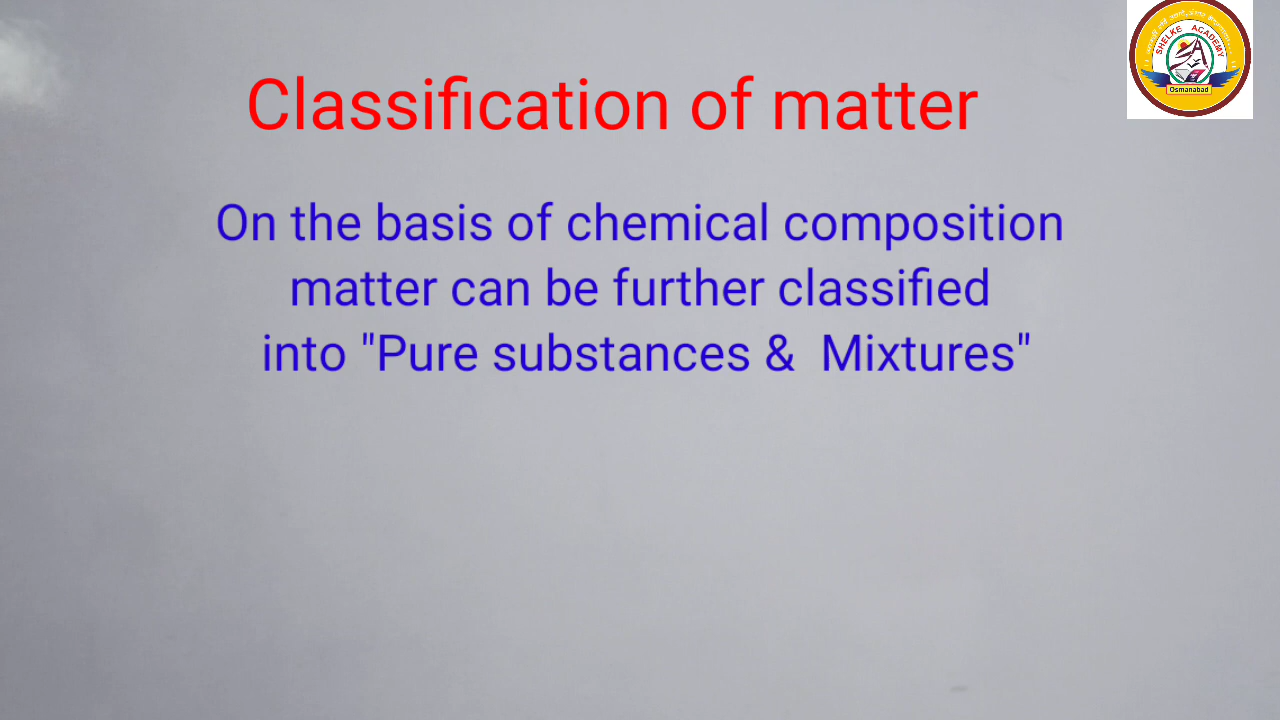 Classification of matter
On the basis of chemical composition
matter can be further classified
into "Pure substances &  Mixtures"
SHELKE ACADEMY
Osmanabad